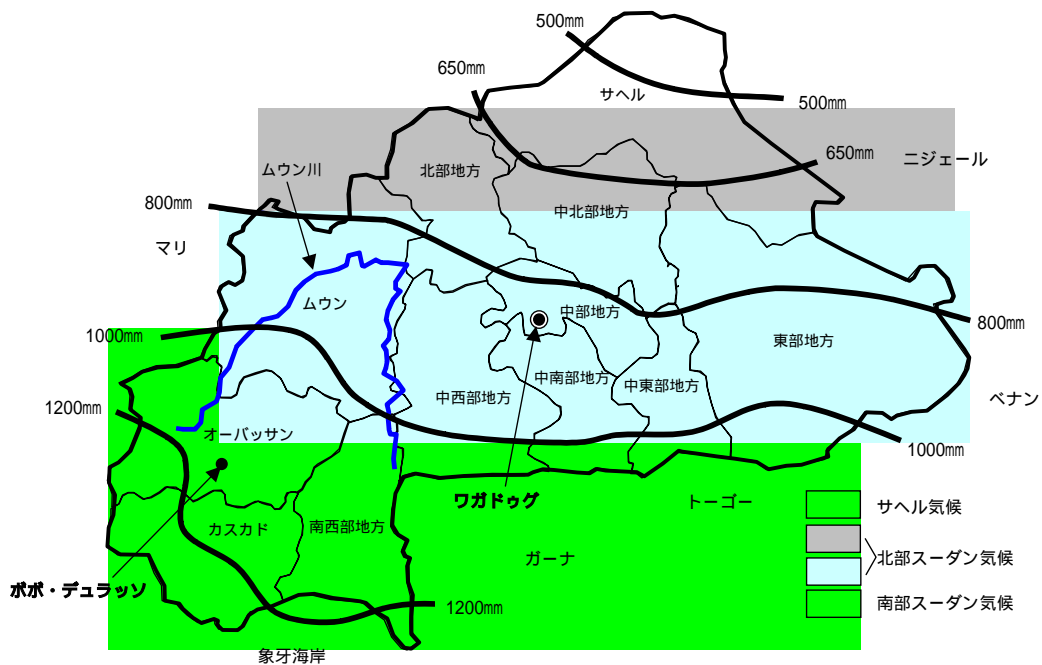 500㎜
650㎜
サヘル
500㎜
ニジェール
650㎜
北部地方
ムウン川
800㎜
中北部地方
マリ
ムウン
中部地方
800㎜
1000㎜
東部地方
中南部地方
中東部地方
中西部地方
ベナン
1200㎜
オーバッサン
1000㎜
ワガドゥグ
トーゴー
サヘル気候
カスカド
南西部地方
ガーナ
北部スーダン気候
ボボ・デュラッソ
1200㎜
南部スーダン気候
象牙海岸